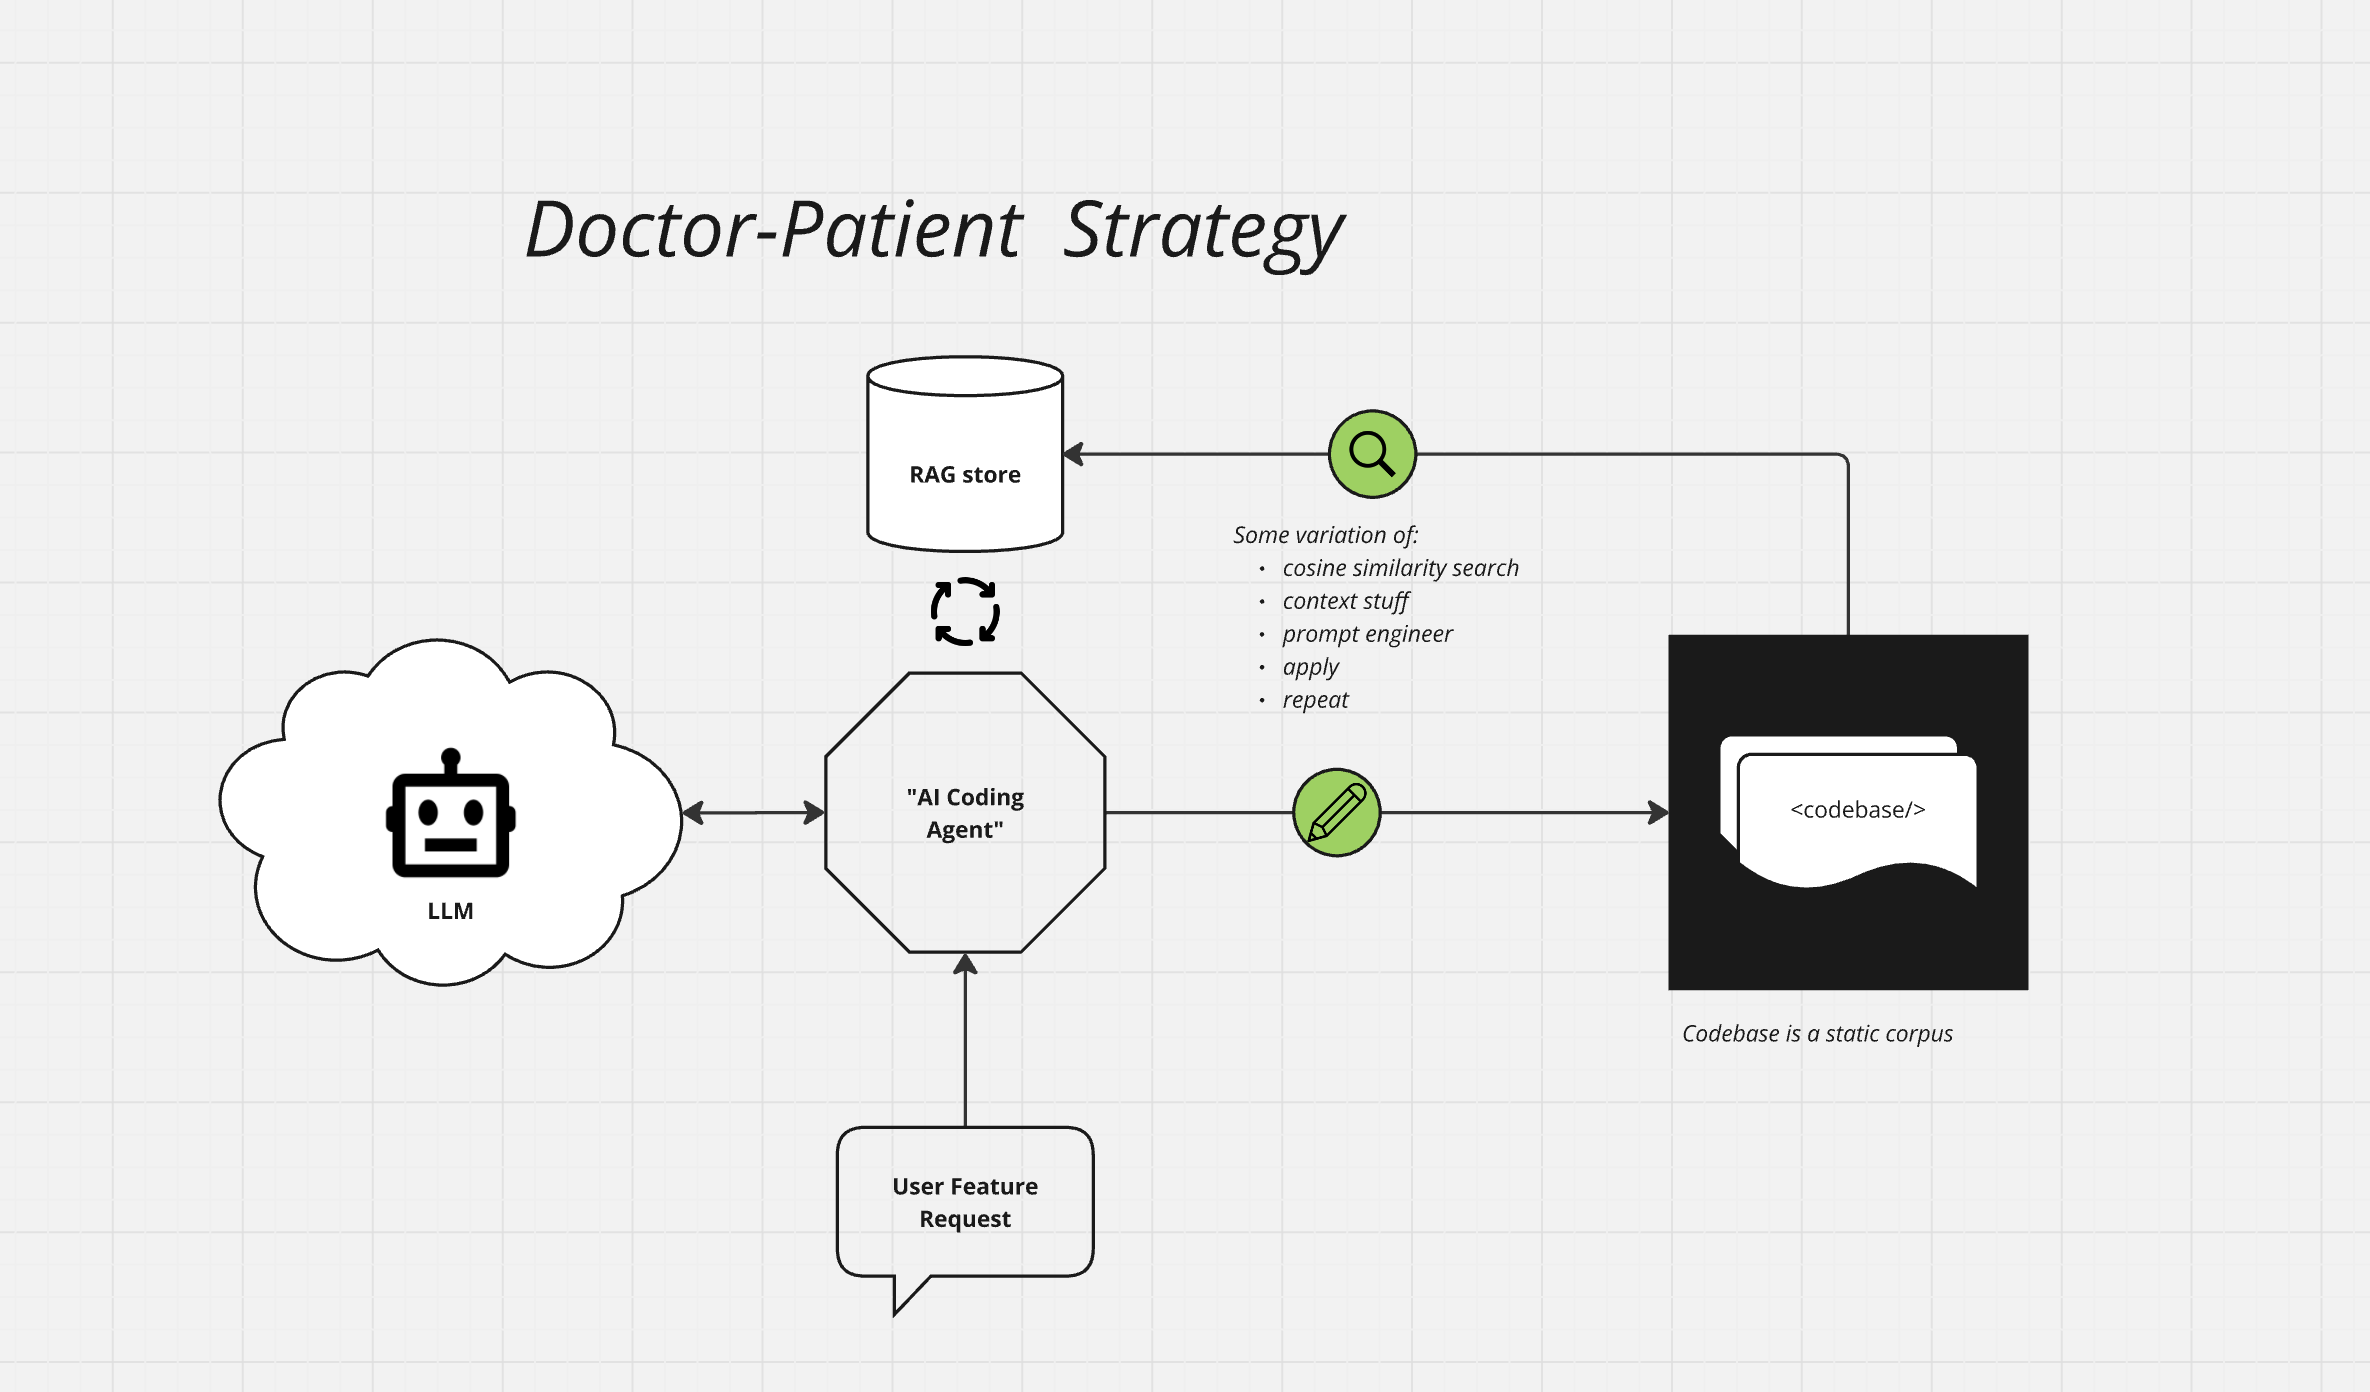 Doctor-Patient Strategy
RAG store
Some variation of:
• cosine similarity search
• context stuff
• prompt engineer
• apply
• repeat
LLM
"AI Coding
Agent"
<codebase/>
Codebase is a static corpus
User Feature
Request